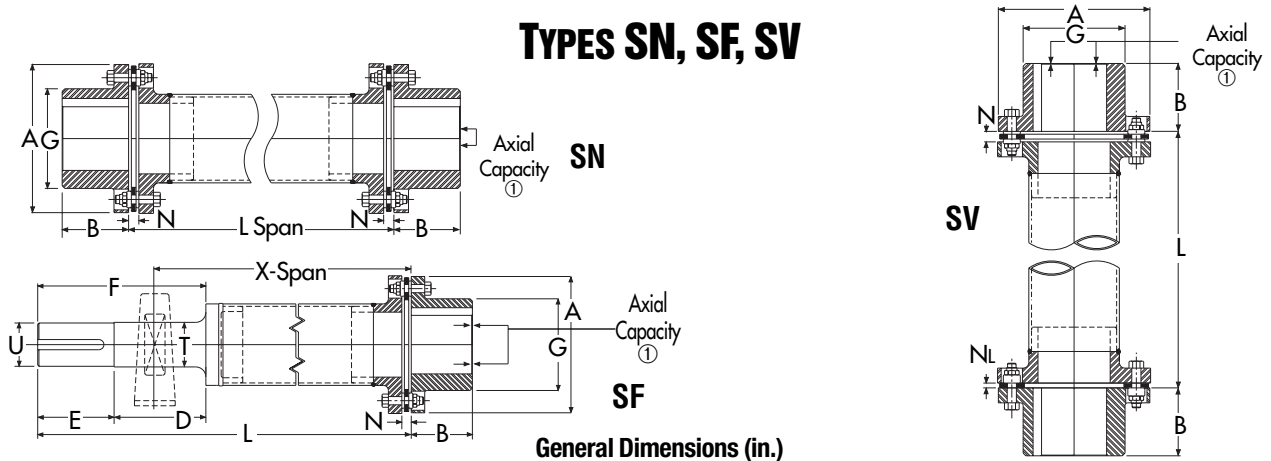 TYPES SN, SF, SV
A
G
B
N
L Span
N
B
Axial
Capacity
①
SN
X-Span
F
U
T
E
D
L
N
B
A
G
Axial
Capacity
①
SF
General Dimensions (in.)
A
G
Axial
Capacity
①
B
N
SV
L
NL
B